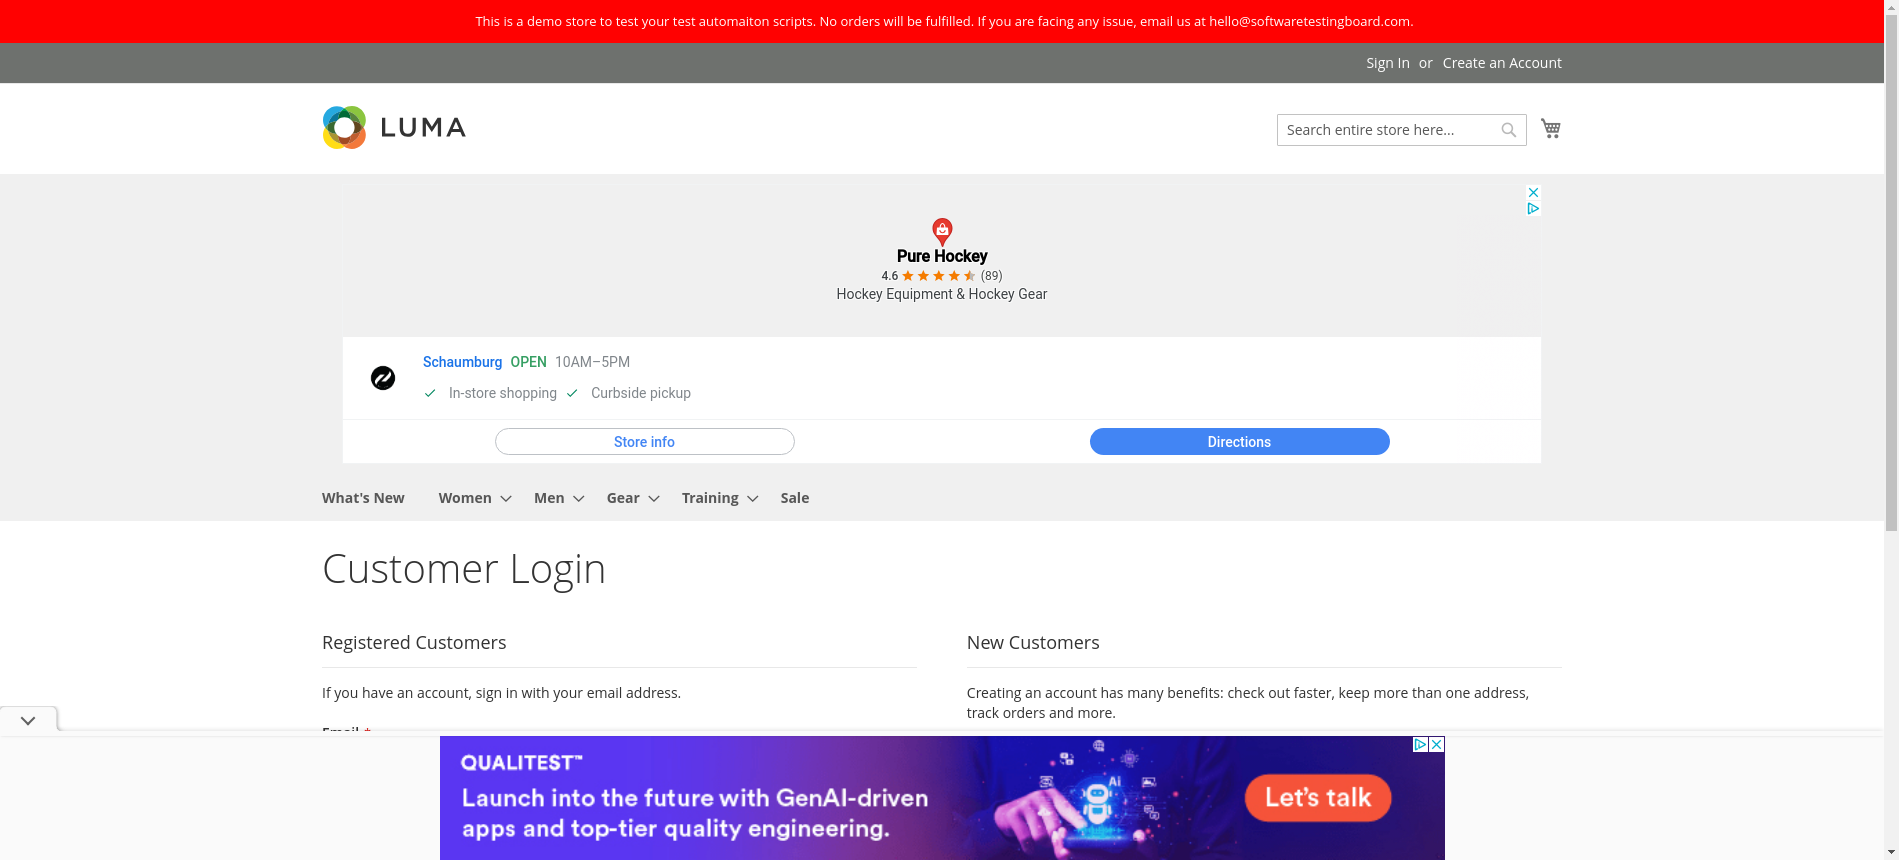 This is a demo store to test your test automaiton scripts. No orders will be fulfilled. If you are facing any issue, email us at hello@softwaretestingboard.com.
Sign In or Create an Account
LUMA
Search entire store here...
Pure Hockey
4.6 (89)
Hockey Equipment & Hockey Gear
Schaumburg OPEN 10AM–5PM
In-store shopping Curbside pickup
Store info
Directions
What's New Women Men Gear Training Sale
Customer Login
Registered Customers
If you have an account, sign in with your email address.
Email *
New Customers
Creating an account has many benefits: check out faster, keep more than one address,
track orders and more.
QUALITEST™
Launch into the future with GenAI-driven
apps and top-tier quality engineering.
AI
Let's talk